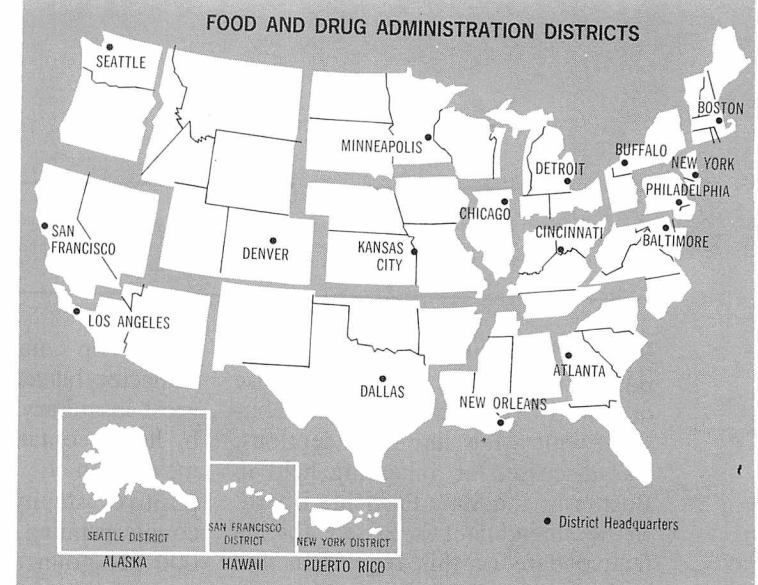 FOOD AND DRUG ADMINISTRATION DISTRICTS
SEATTLE
BOSTON
MINNEAPOLIS
BUFFALO
DETROIT
NEW YORK
PHILADELPHIA
CHICAGO
CINCINNATI
SAN
FRANCISCO
BALTIMORE
DENVER
KANSAS
CITY
LOS ANGELES
ATLANTA
DALLAS
NEW ORLEANS
District Headquarters
SEATTLE DISTRICT
ALASKA
SAN FRANCISCO
DISTRICT
HAWAII
NEW YORK DISTRICT
PUERTO RICO